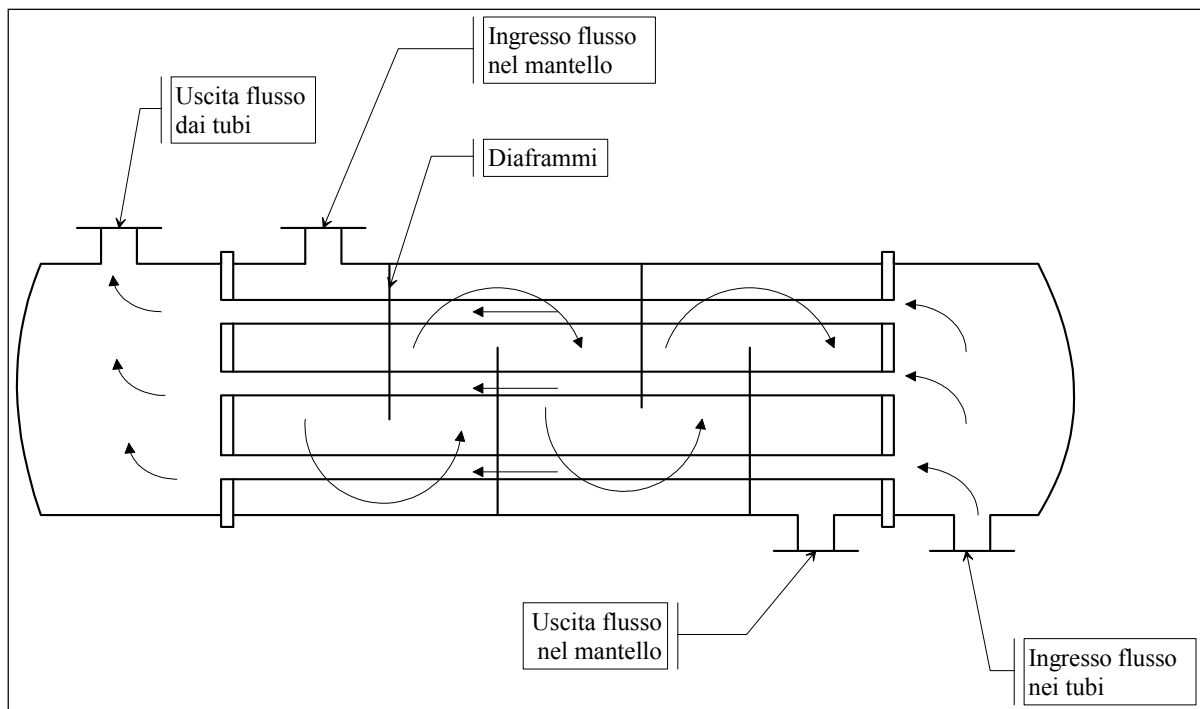 Ingresso flusso
nel mantello
Uscita flusso
dai tubi
Diaframmi
Uscita flusso
nel mantello
Ingresso flusso
nei tubi